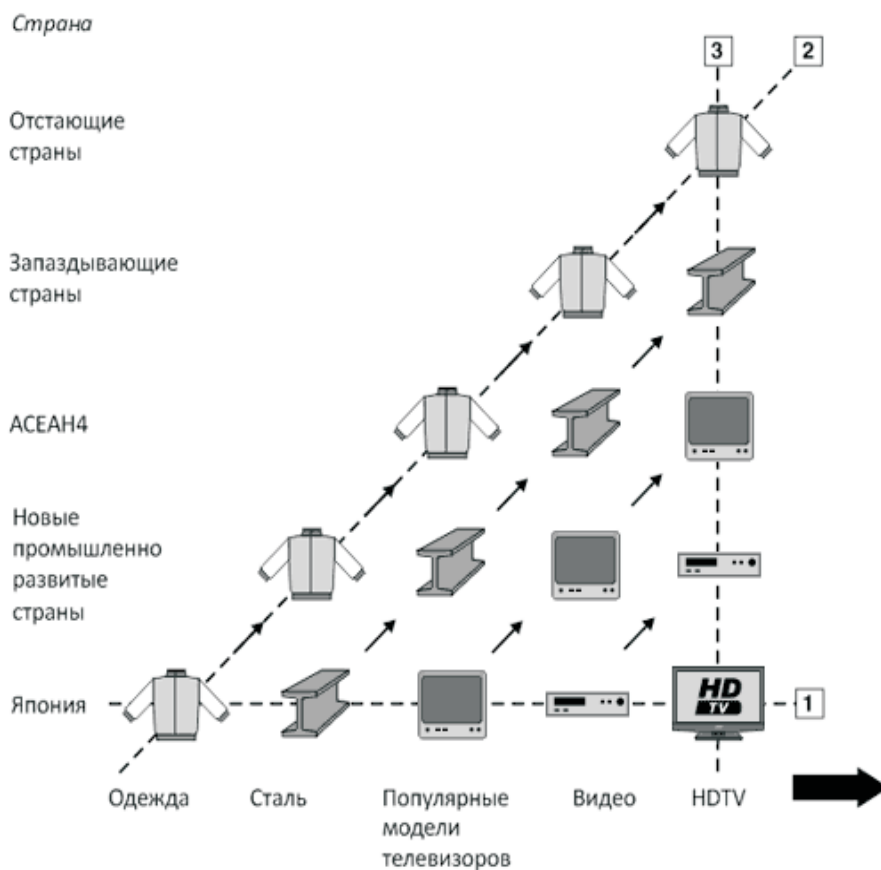 Страна
3
2
Отстающие
страны
Запаздывающие
страны
АСЕАН4
Новые
промышленно
развитые
страны
Япония
HD
TV
1
Одежда
Сталь
Популярные
модели
телевизоров
Видео
HDTV